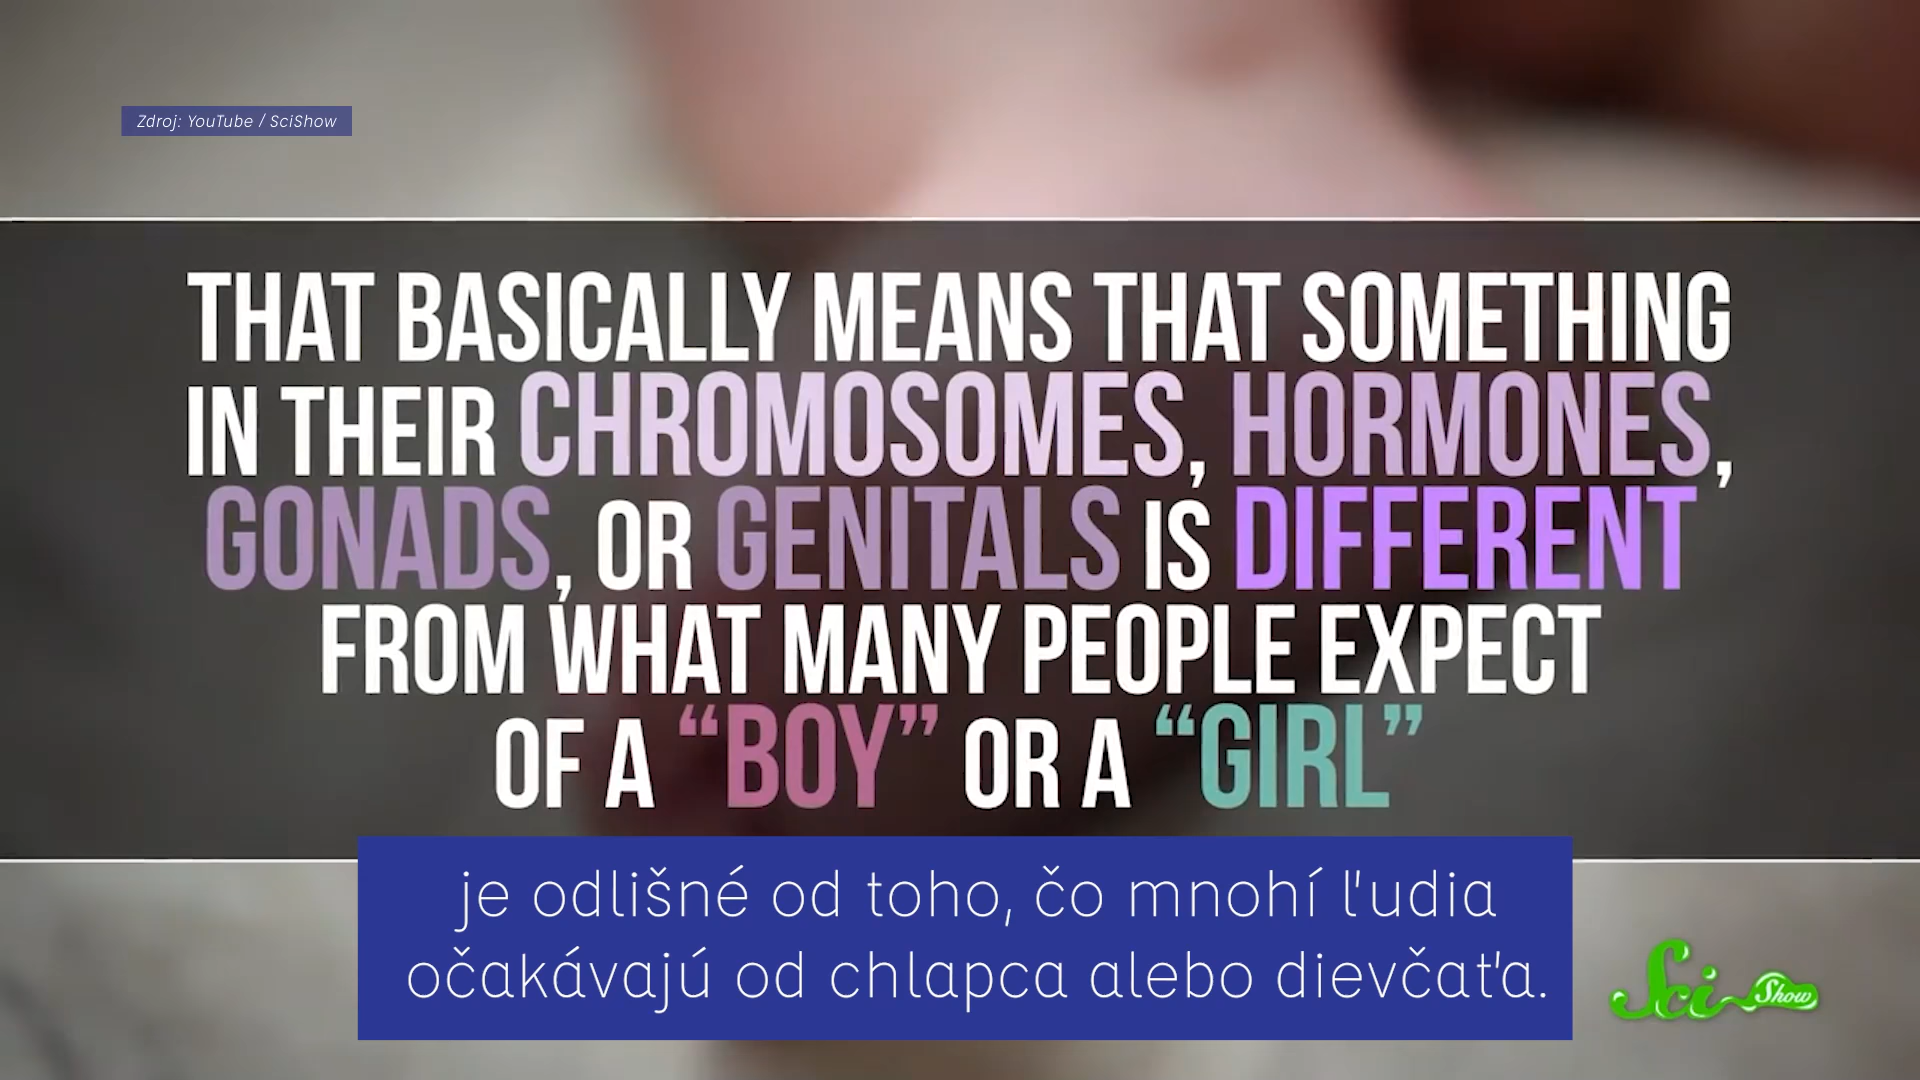 Zdroj: YouTube / SciShow
THAT BASICALLY MEANS THAT SOMETHING
IN THEIR CHROMOSOMES, HORMONES,
GONADS, OR GENITALS IS DIFFERENT
FROM WHAT MANY PEOPLE EXPECT
OF A “BOY” OR A “GIRL”
je odlišné od toho, čo mnohí ľudia
očakávajú od chlapca alebo dievčaťa.
Sci Show